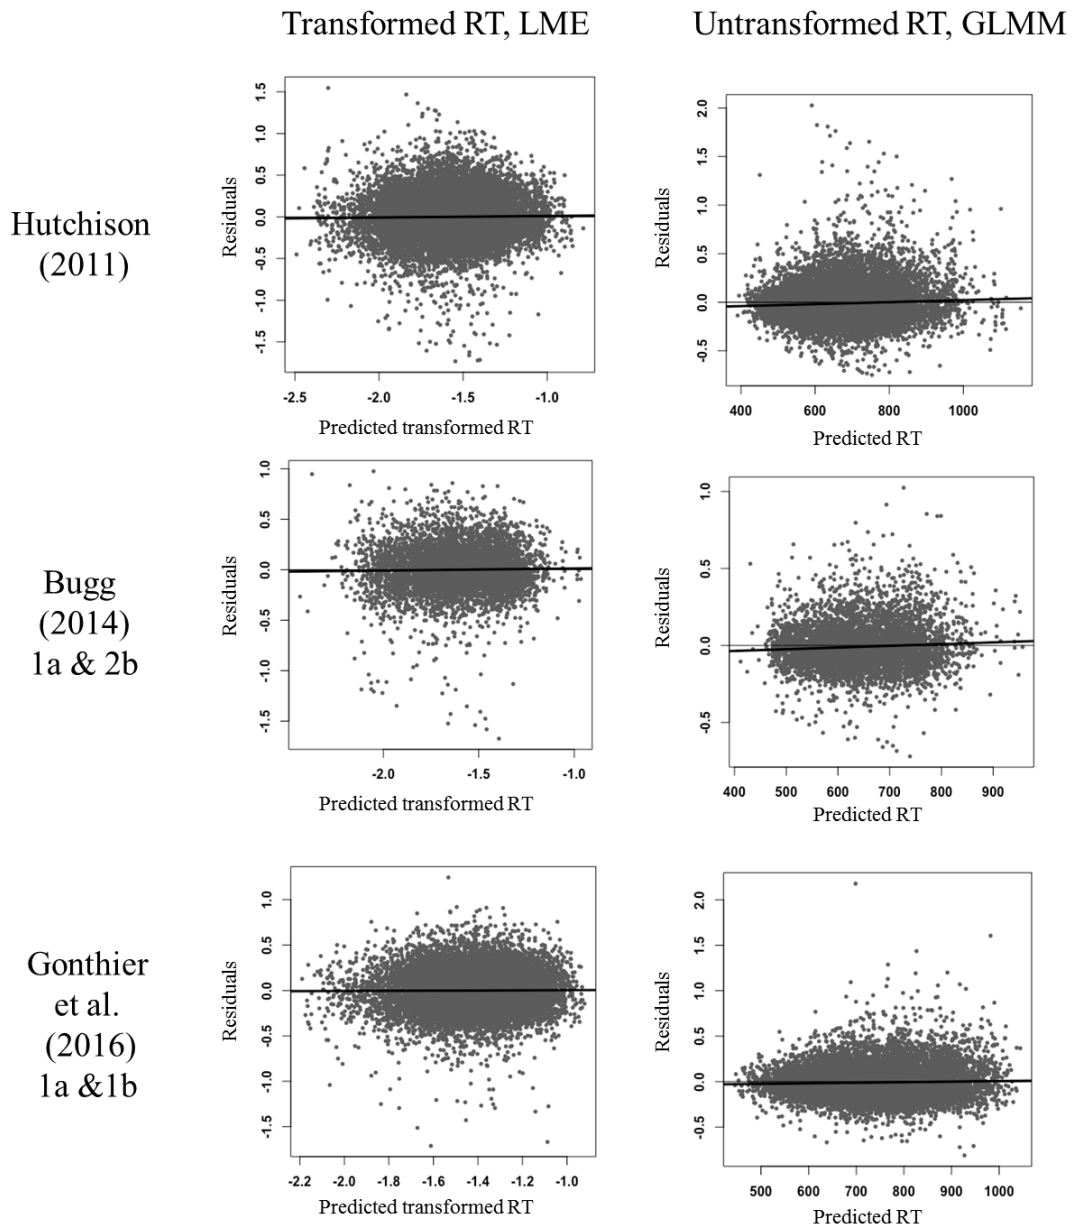 Transformed RT, LME
Untransformed RT, GLMM
Hutchison
(2011)
Residuals
1.5
1.0
0.5
0.0
-0.5
-1.0
-1.5
-2.5 -2.0 -1.5 -1.0
Predicted transformed RT
Residuals
2.0
1.5
1.0
0.5
0.0
-0.5
400 600 800 1000
Predicted RT
Bugg
(2014)
1a & 2b
Residuals
1.0
0.5
0.0
-0.5
-1.0
-1.5
-2.0 -1.5 -1.0
Predicted transformed RT
Residuals
1.0
0.5
0.0
-0.5
400 500 600 700 800 900
Predicted RT
Gonthier
et al.
(2016)
1a &1b
Residuals
1.0
0.5
0.0
-0.5
-1.0
-1.5
-2.2 -2.0 -1.8 -1.6 -1.4 -1.2 -1.0
Predicted transformed RT
Residuals
2.0
1.5
1.0
0.5
0.0
-0.5
500 600 700 800 900 1000
Predicted RT